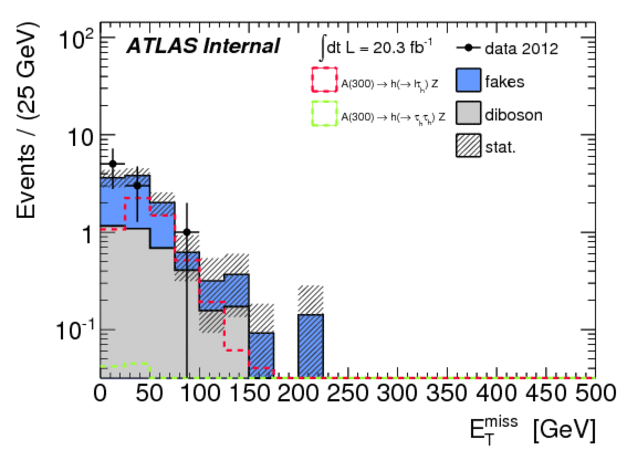 ATLAS Internal
∫dt L = 20.3 fb⁻¹
data 2012
A(300) → h(→ lτₕ) Z
fakes
A(300) → h(→ τₕτₕ) Z
diboson
stat.
Events / (25 GeV)
10²
10
1
10⁻¹
0 50 100 150 200 250 300 350 400 450 500
E_T^miss [GeV]